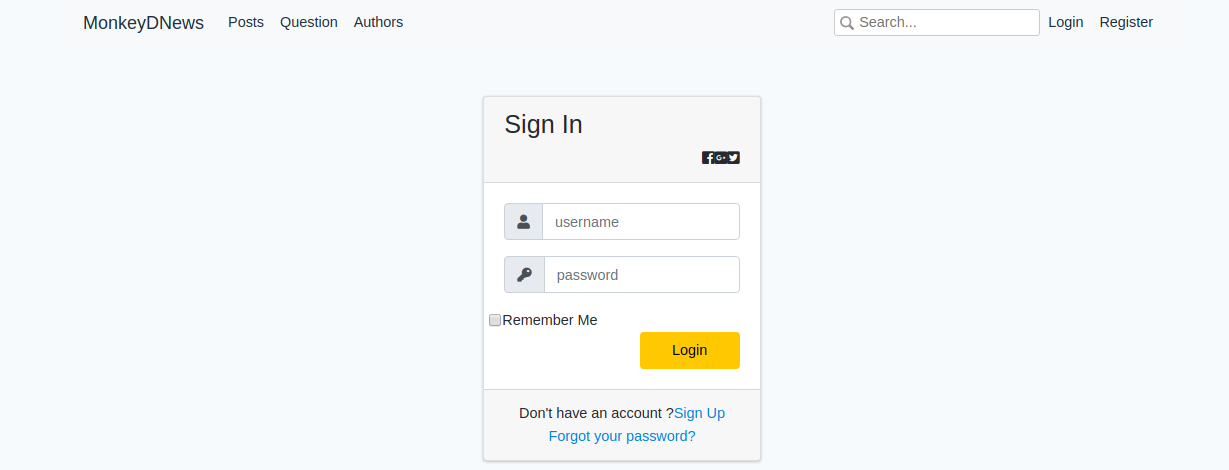 MonkeyDNews Posts Question Authors Search... Login Register
Sign In
username
password
Remember Me
Login
Don't have an account ?Sign Up
Forgot your password?